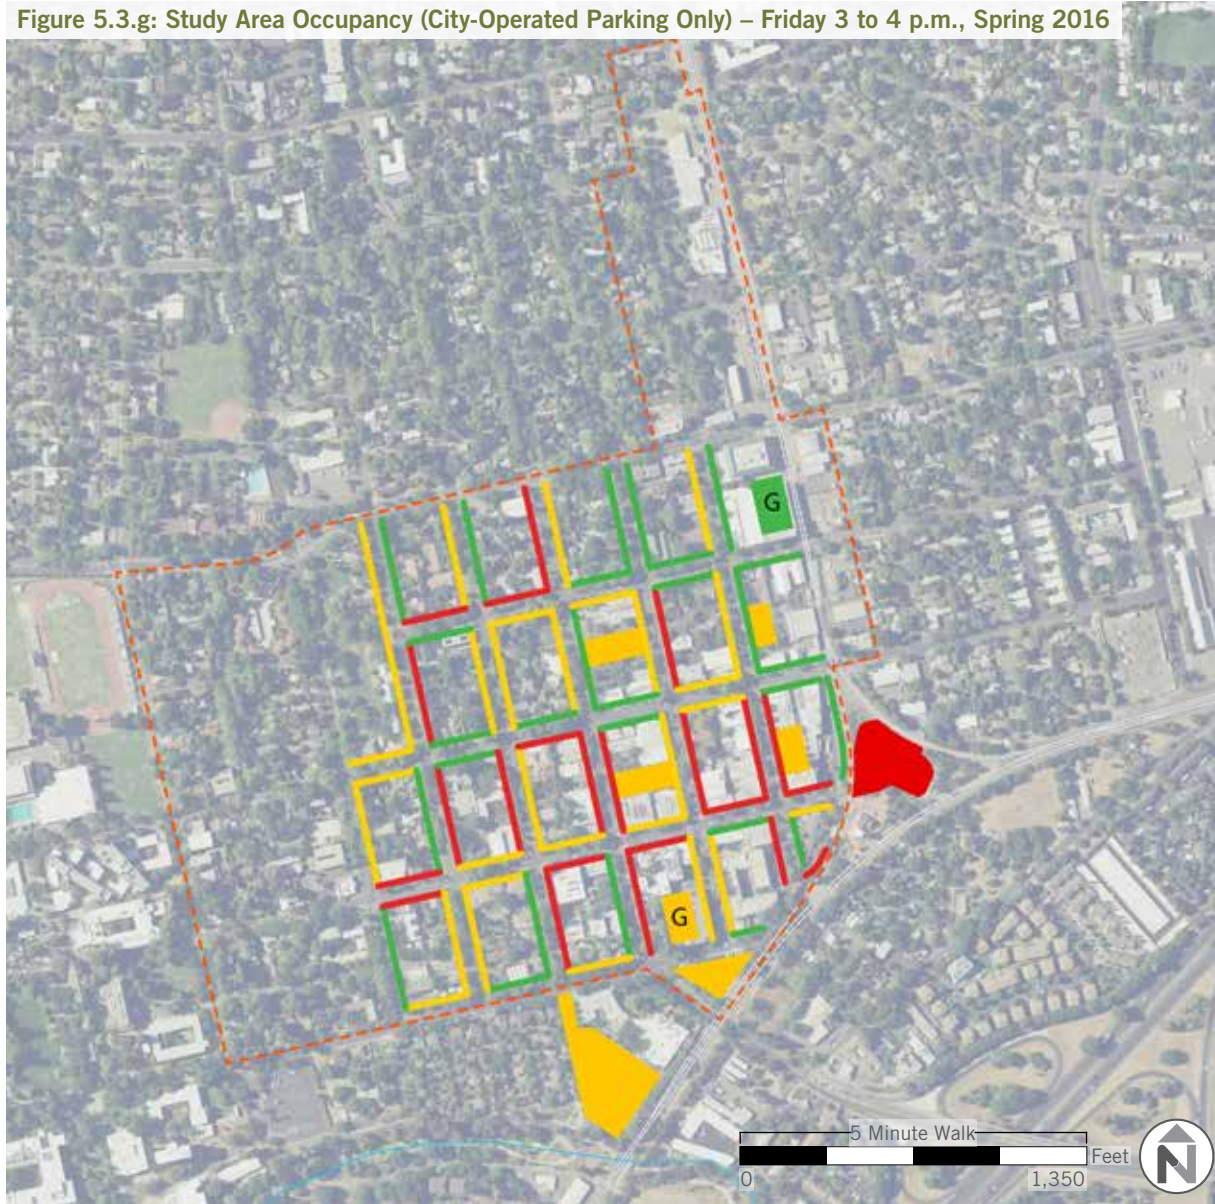 Figure 5.3.g: Study Area Occupancy (City-Operated Parking Only) – Friday 3 to 4 p.m., Spring 2016
G
G
5 Minute Walk
Feet
0
1,350
N